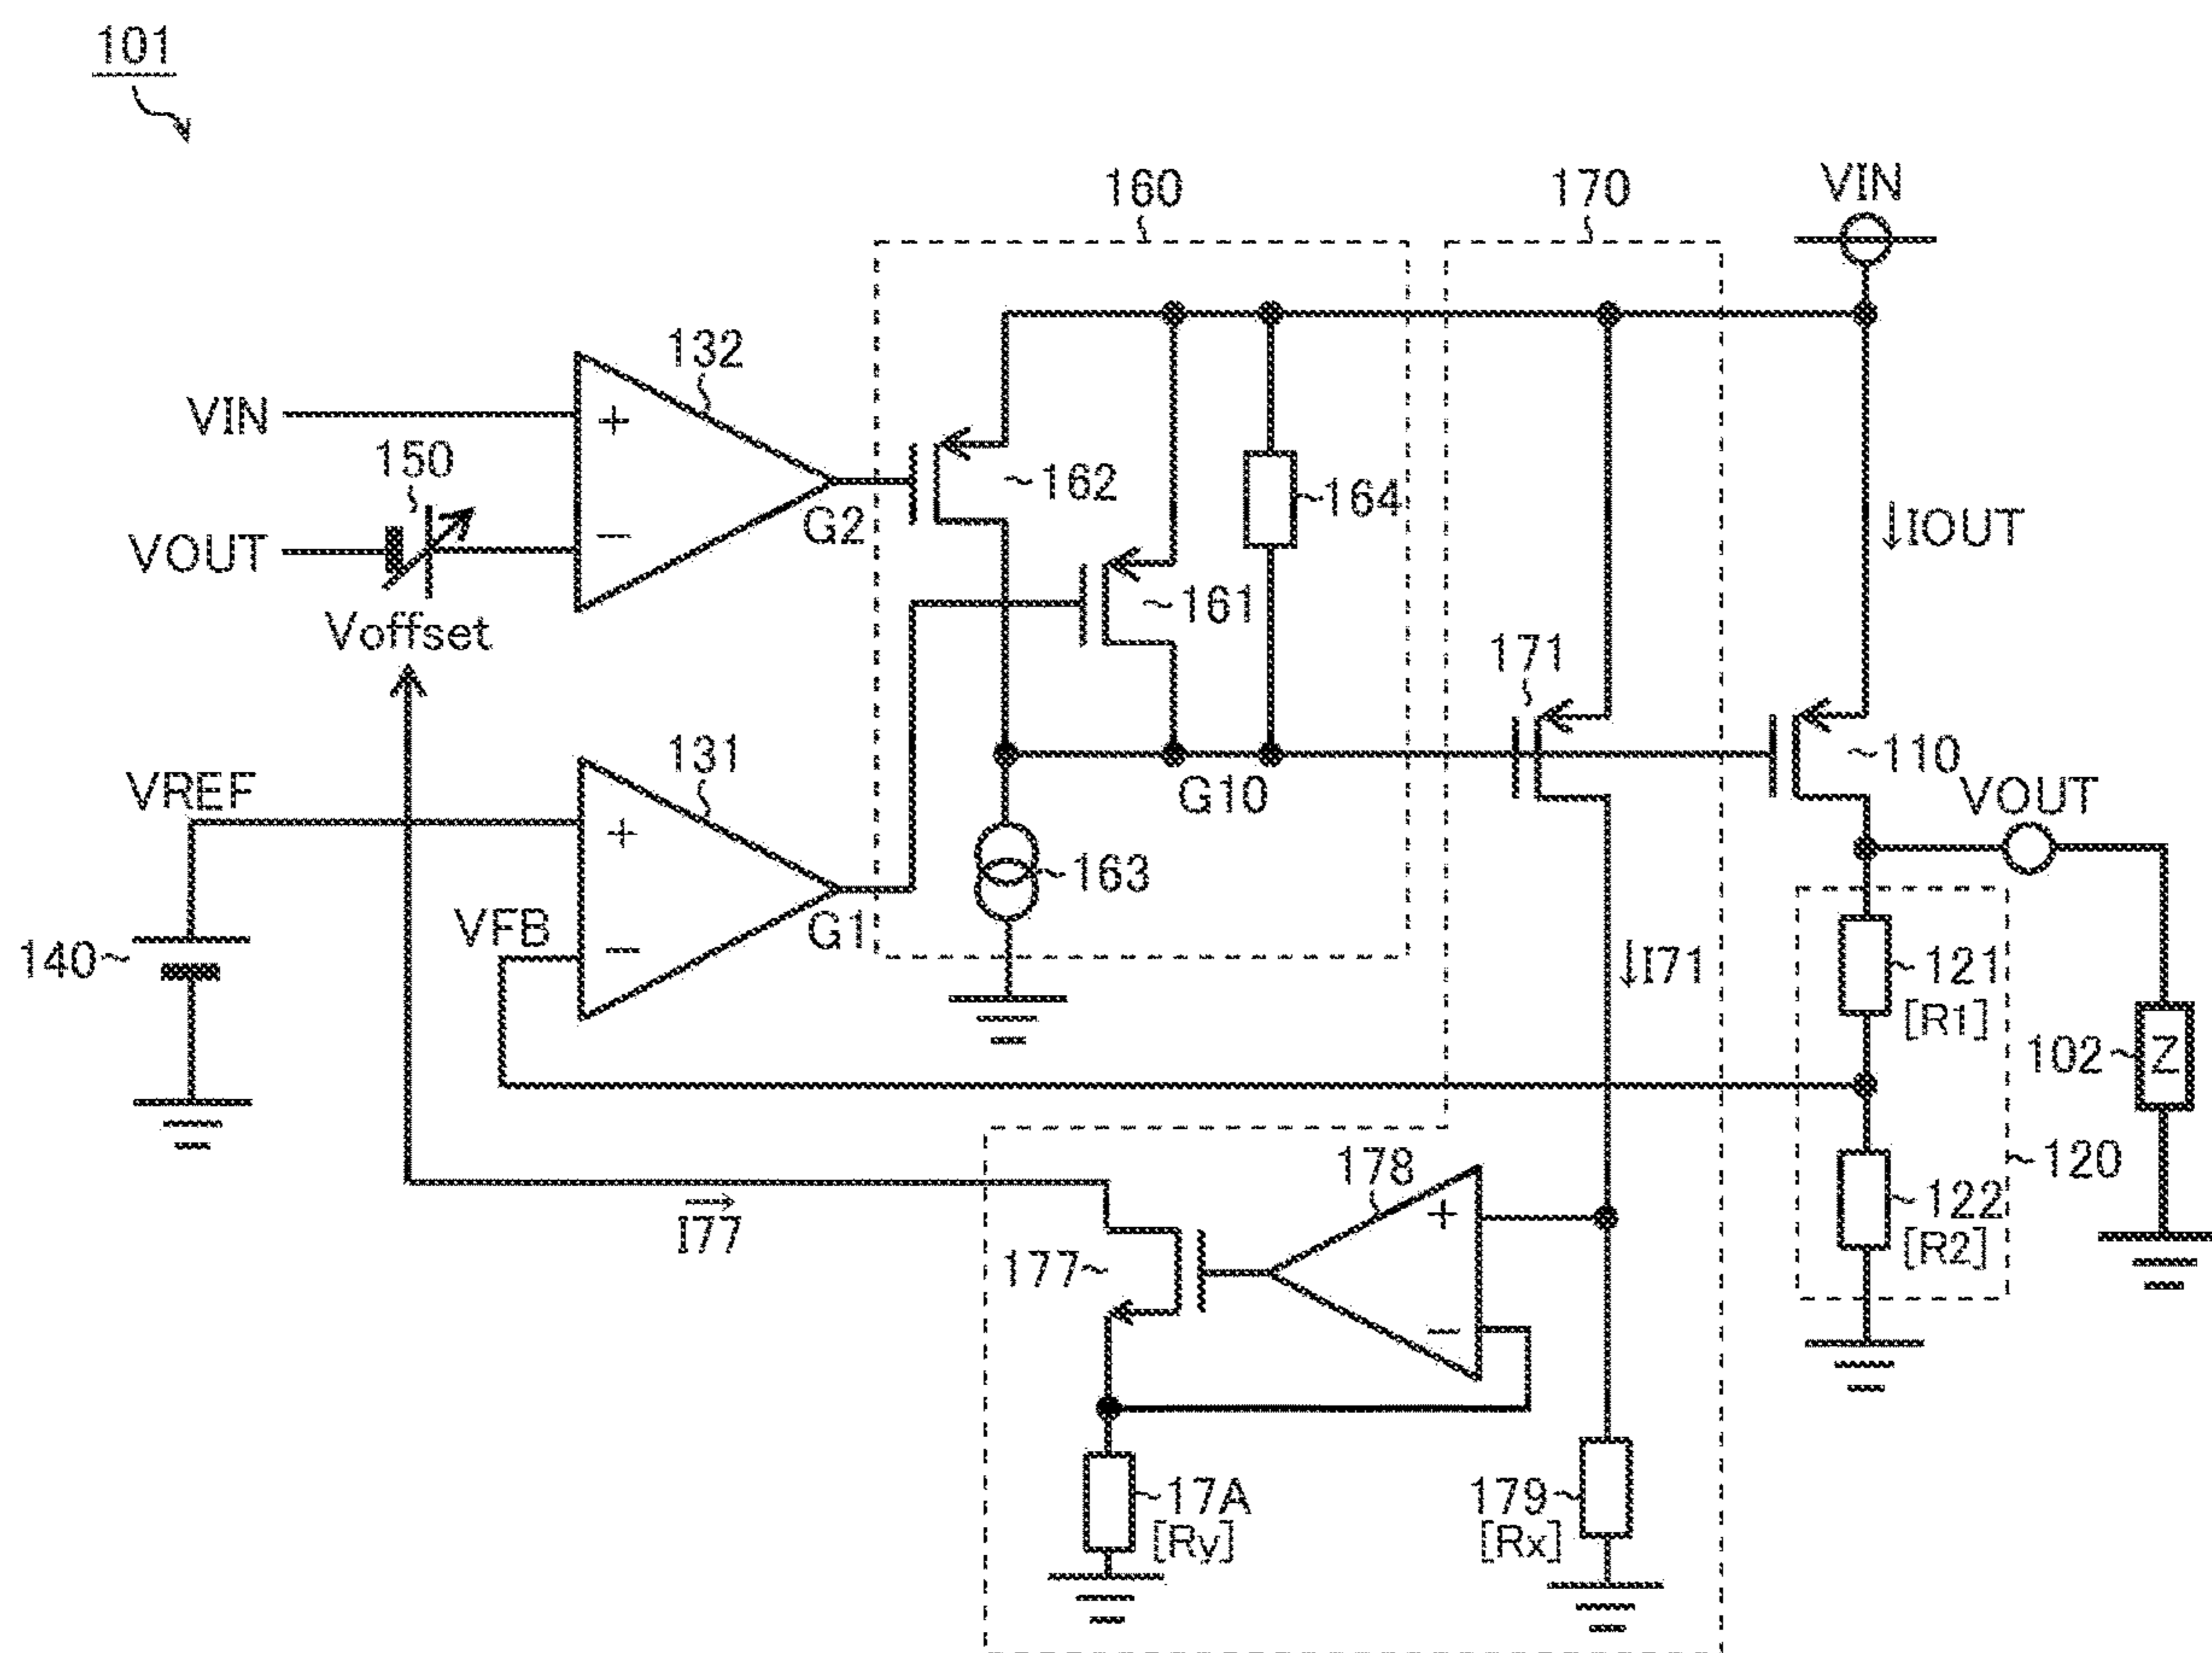 101
160
170
VIN
132
VIN
+
150
162
164
G2
VOUT
−
↓IOUT
161
Voffset
171
131
110
VREF
G10
VOUT
+
163
VFB
G1
140
−
↓I71
121
[R1]
102
Z
178
120
+
122
I77
[R2]
177
−
17A
179
[Ry]
[Rx]